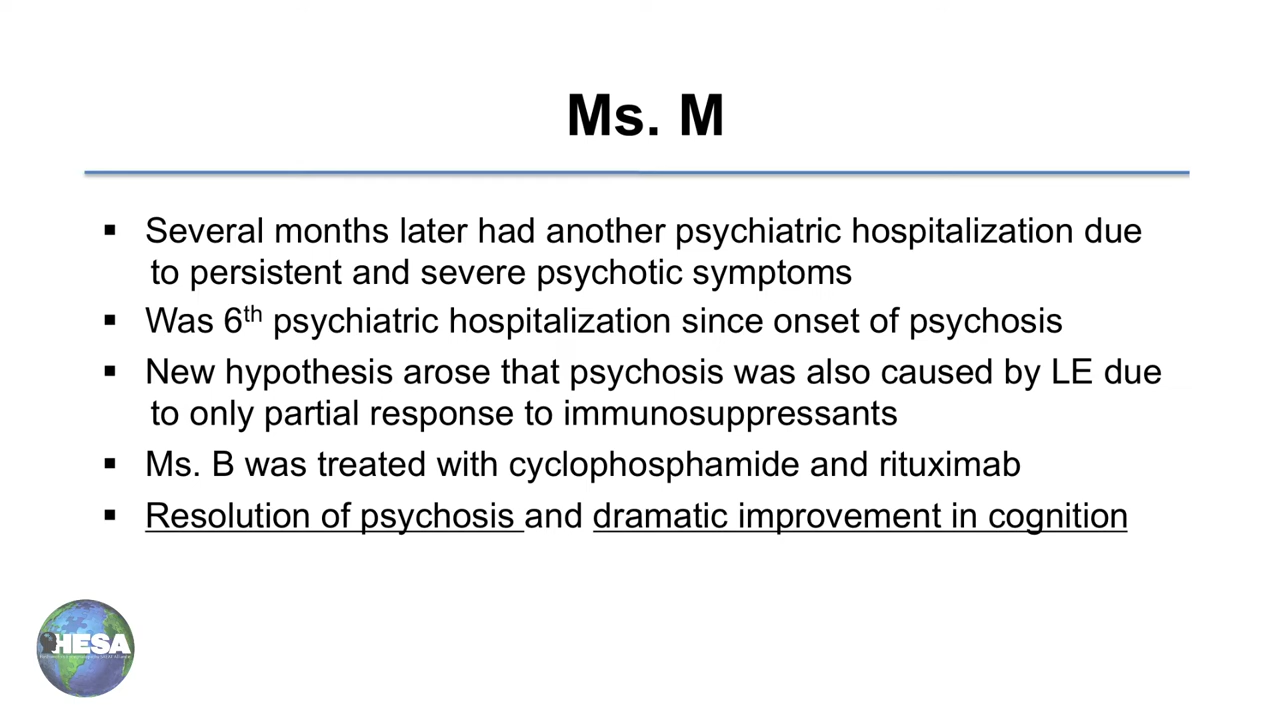 Ms. M
▪ Several months later had another psychiatric hospitalization due
to persistent and severe psychotic symptoms
▪ Was 6th psychiatric hospitalization since onset of psychosis
▪ New hypothesis arose that psychosis was also caused by LE due
to only partial response to immunosuppressants
▪ Ms. B was treated with cyclophosphamide and rituximab
▪ Resolution of psychosis and dramatic improvement in cognition
HESA